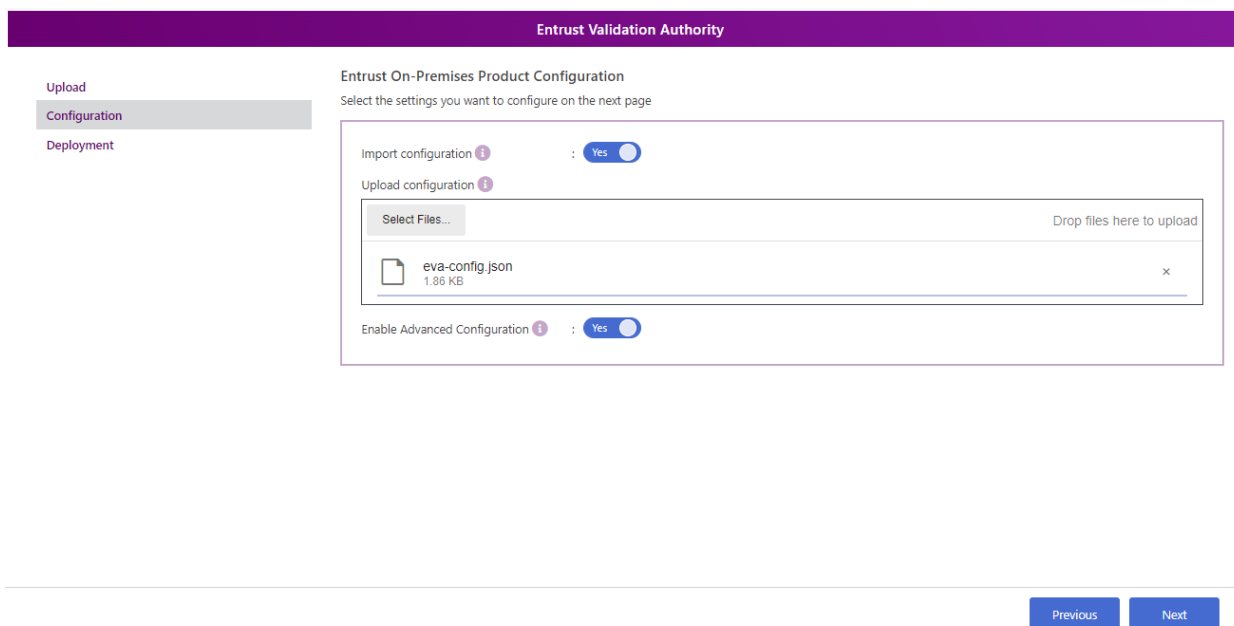 Entrust Validation Authority
Upload
Configuration
Deployment
Entrust On-Premises Product Configuration
Select the settings you want to configure on the next page
Import configuration i : Yes
Upload configuration i
Select Files... Drop files here to upload
eva-config.json ×
1.86 KB
Enable Advanced Configuration i : Yes
Previous Next